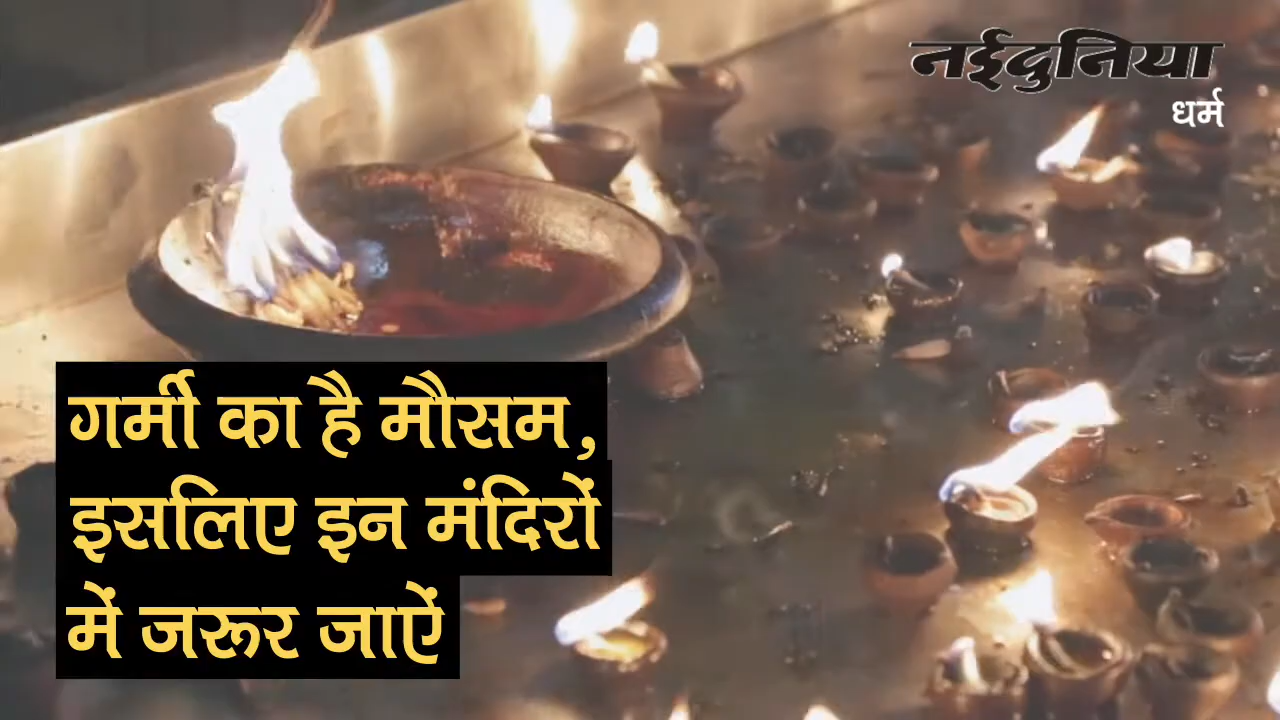 नईदुनिया
धर्म
गर्मी का है मौसम,
इसलिए इन मंदिरों
में जरूर जाऐं